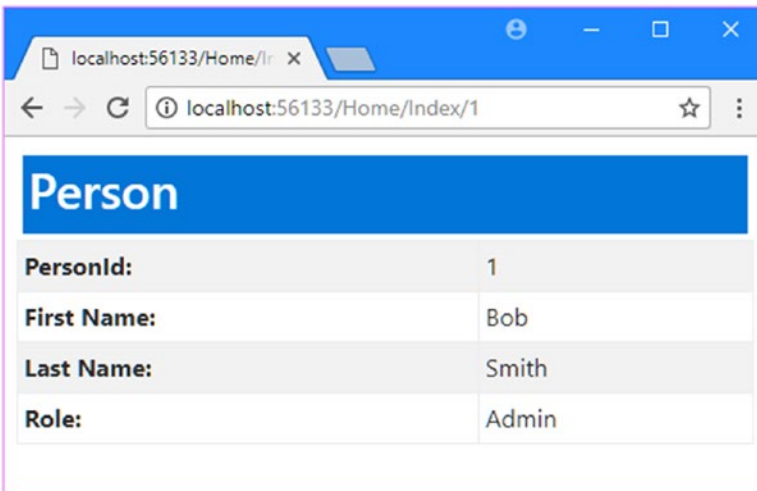 localhost:56133/Home/In
localhost:56133/Home/Index/1
Person
PersonId: 1
First Name: Bob
Last Name: Smith
Role: Admin